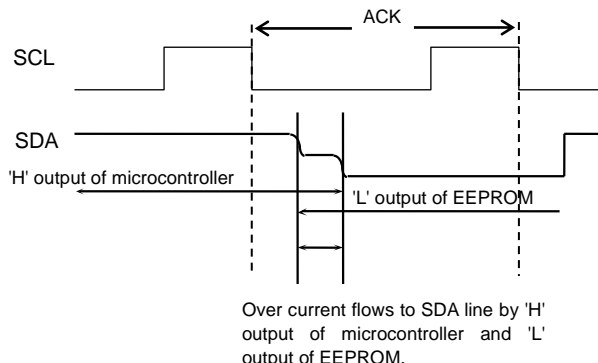 ACK
SCL
SDA
'H' output of microcontroller
'L' output of EEPROM
Over current flows to SDA line by 'H'
output of microcontroller and 'L'
output of EEPROM.